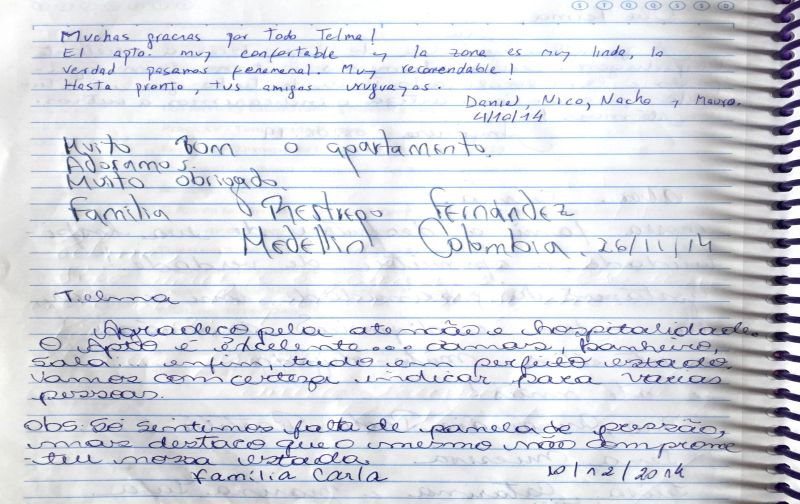 Muchas gracias por todo Telma!
El apto. muy confortable y la zona es muy linda, la
verdad pasamos fenomenal. Muy recomendable!
Hasta pronto, tus amigos uruguayos.
Daniel, Nico, Nacho y Mauro.
4/10/14
Muito Bom o apartamento.
Adoramos.
Muito obrigado.
Familia Restrepo Fernández
Medellin Colombia. 26/11/14
Telma
Agradeço pela atenção e hospitalidade.
O Apto é Excelente... camas, banheiro,
sala... enfim, tudo em perfeito estado.
Vamos com certeza indicar para varias
pessoas.
Obs: Só sentimos falta de panela de pressão,
mas destaco que o mesmo não comprome
-teu nossa estada.
Família Carla 10/12/2014